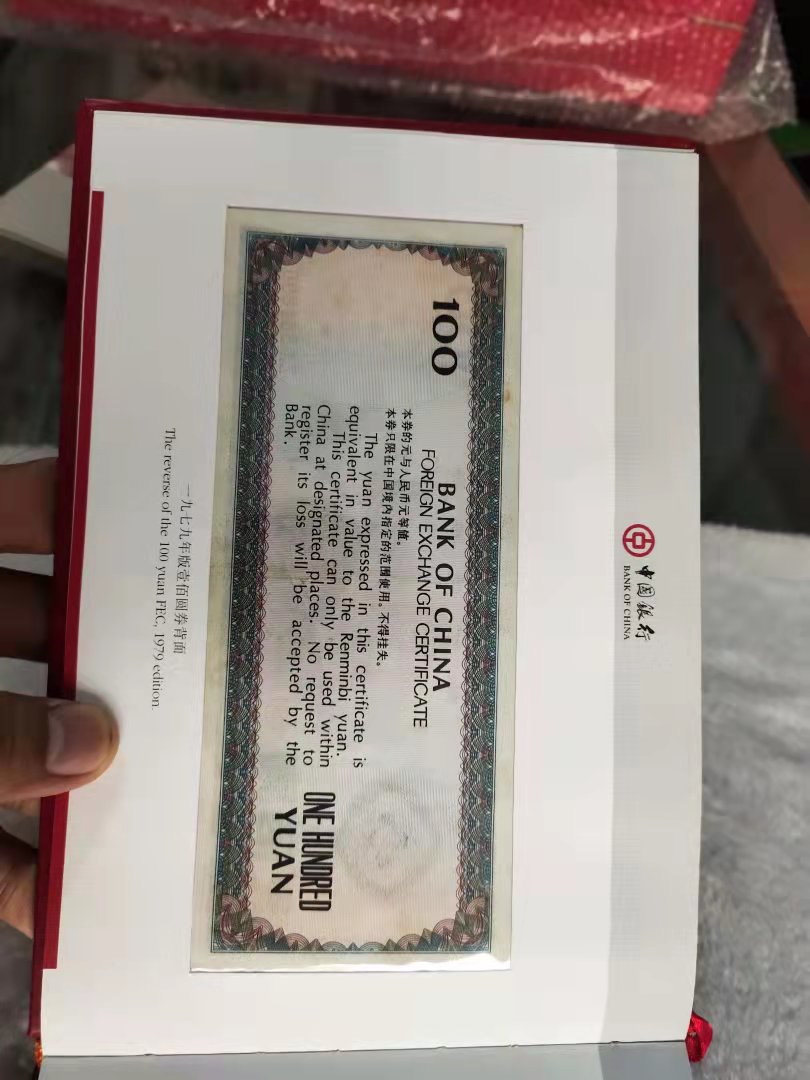 中国银行
BANK OF CHINA
100
BANK OF CHINA
FOREIGN EXCHANGE CERTIFICATE
本券的元与人民币元等值。
本券只限在中国境内指定的范围使用。不得挂失。
The yuan expressed in this certificate is
equivalent in value to the Renminbi yuan.
This certificate can only be used within
China at designated places. No request to
register its loss will be accepted by the
Bank.
ONE HUNDRED
YUAN
一九七九年版壹佰圆券背面
The reverse of the 100 yuan FEC, 1979 edition.